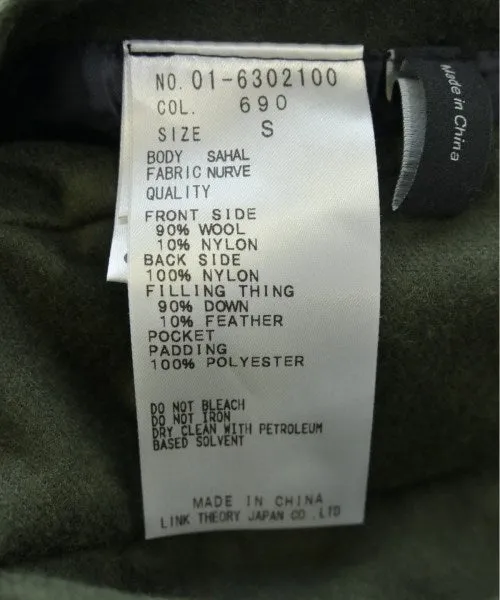 NO. 01-6302100
COL. 690
SIZE S
BODY SAHAL
FABRIC NURVE
QUALITY
FRONT SIDE
90% WOOL
10% NYLON
BACK SIDE
100% NYLON
FILLING THING
90% DOWN
10% FEATHER
POCKET
PADDING
100% POLYESTER
DO NOT BLEACH
DO NOT IRON
DRY CLEAN WITH PETROLEUM
BASED SOLVENT
MADE IN CHINA
LINK THEORY JAPAN CO.,LTD
Made in China